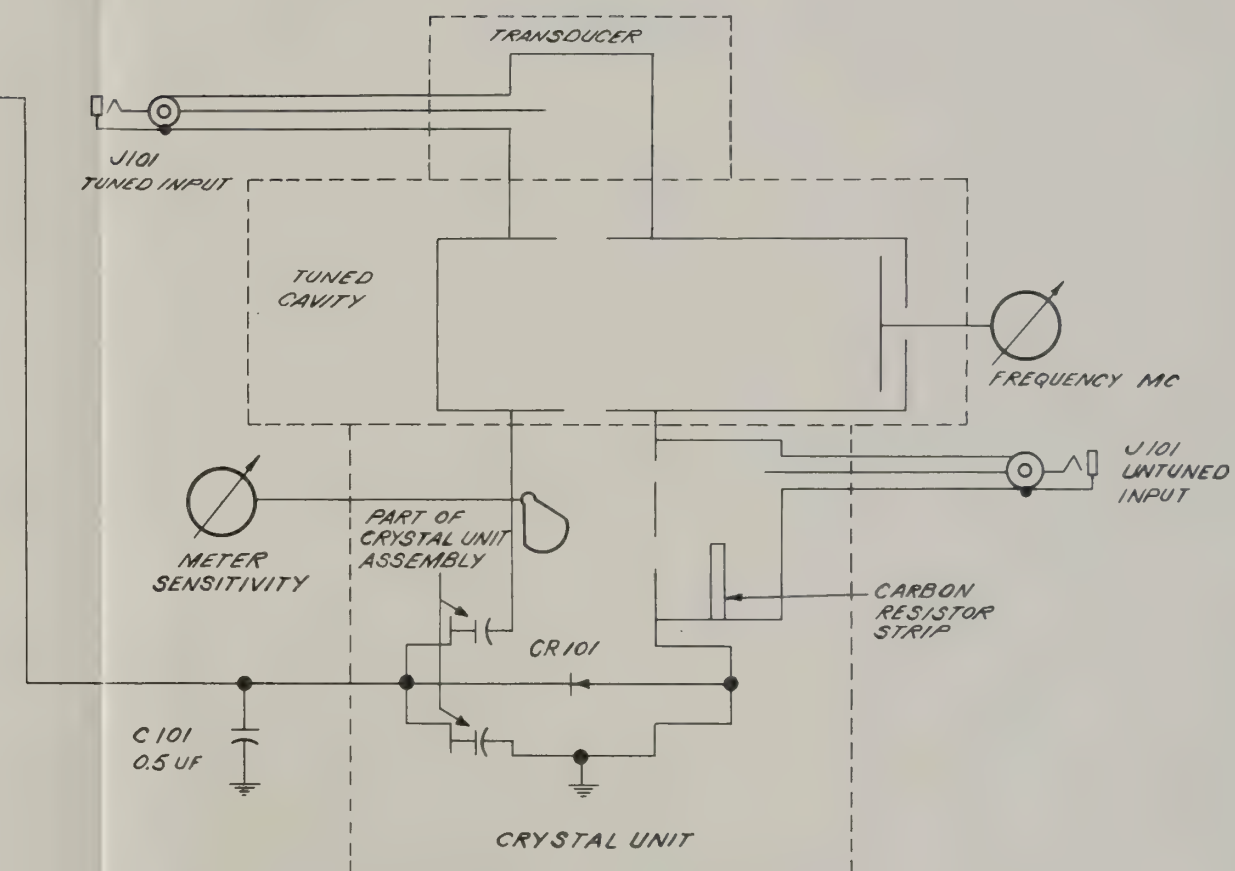 TRANSDUCER
J101
TUNED INPUT
TUNED
CAVITY
FREQUENCY MC
J101
UNTUNED
INPUT
METER
SENSITIVITY
PART OF
CRYSTAL UNIT
ASSEMBLY
CARBON
RESISTOR
STRIP
CR101
C101
0.5 UF
CRYSTAL UNIT